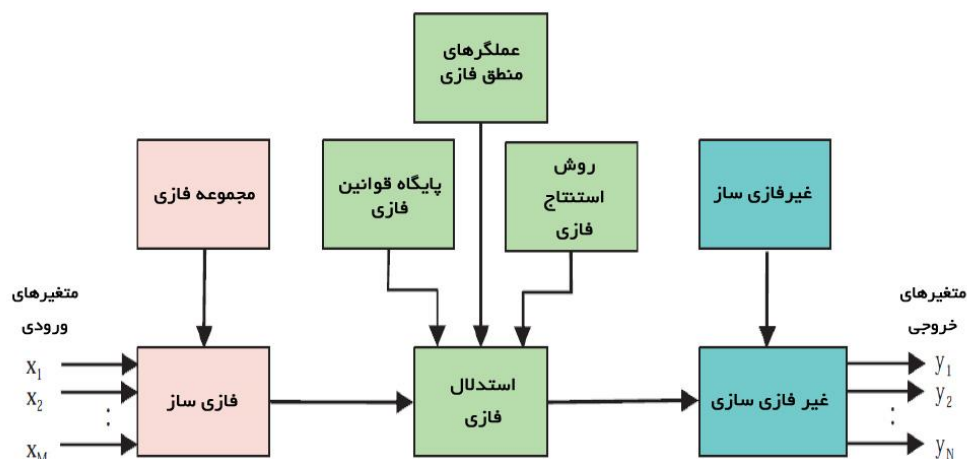 عملگرهای
منطق فازی
مجموعه فازی
پایگاه قوانین
فازی
روش
استنتاج
فازی
غیرفازی ساز
متغیرهای
ورودی
x1
x2
:
xM
فازی ساز
استدلال
فازی
غیر فازی سازی
متغیرهای
خروجی
y1
y2
:
yN